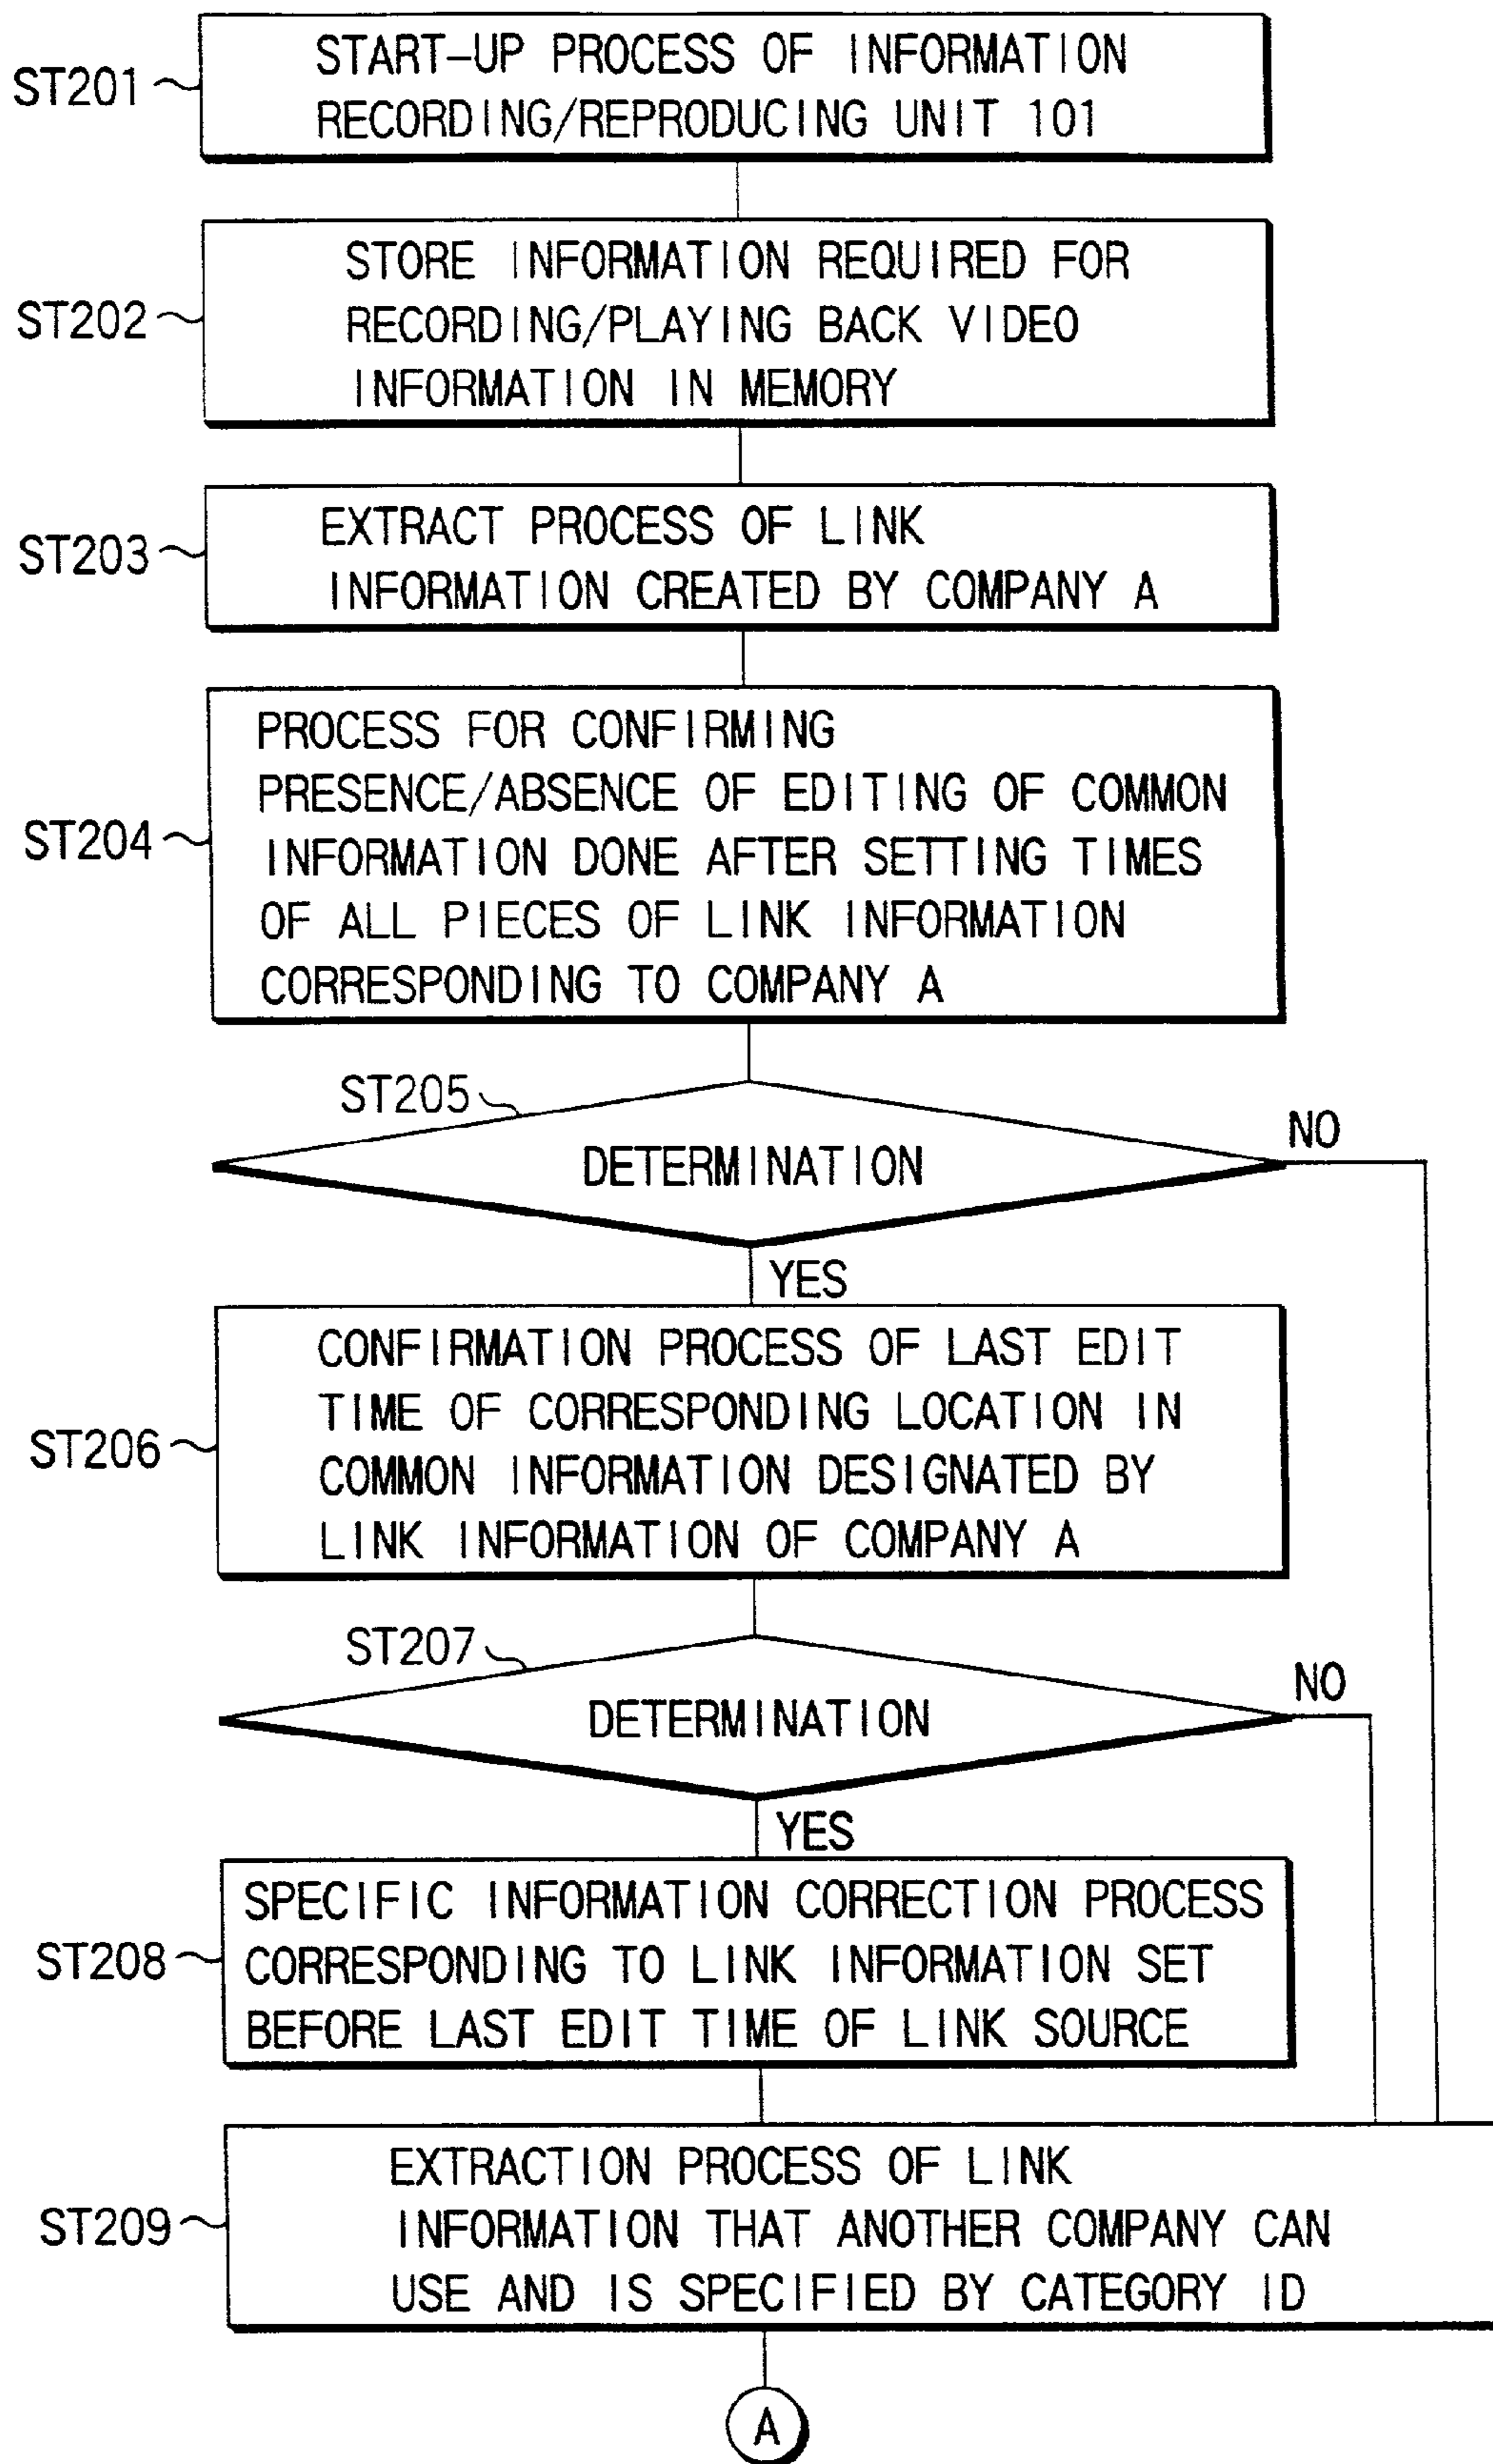 ST201
START-UP PROCESS OF INFORMATION
RECORDING/REPRODUCING UNIT 101
ST202
STORE INFORMATION REQUIRED FOR
RECORDING/PLAYING BACK VIDEO
INFORMATION IN MEMORY
ST203
EXTRACT PROCESS OF LINK
INFORMATION CREATED BY COMPANY A
ST204
PROCESS FOR CONFIRMING
PRESENCE/ABSENCE OF EDITING OF COMMON
INFORMATION DONE AFTER SETTING TIMES
OF ALL PIECES OF LINK INFORMATION
CORRESPONDING TO COMPANY A
ST205
DETERMINATION
NO
YES
ST206
CONFIRMATION PROCESS OF LAST EDIT
TIME OF CORRESPONDING LOCATION IN
COMMON INFORMATION DESIGNATED BY
LINK INFORMATION OF COMPANY A
ST207
DETERMINATION
NO
YES
ST208
SPECIFIC INFORMATION CORRECTION PROCESS
CORRESPONDING TO LINK INFORMATION SET
BEFORE LAST EDIT TIME OF LINK SOURCE
ST209
EXTRACTION PROCESS OF LINK
INFORMATION THAT ANOTHER COMPANY CAN
USE AND IS SPECIFIED BY CATEGORY ID
A